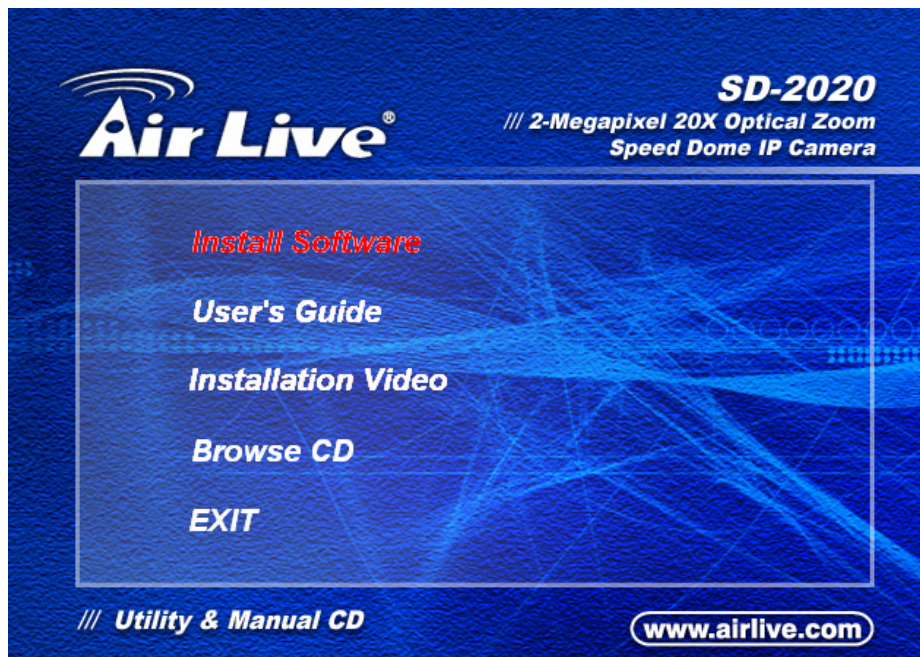 Air Live®
SD-2020
/// 2-Megapixel 20X Optical Zoom
Speed Dome IP Camera
Install Software
User's Guide
Installation Video
Browse CD
EXIT
/// Utility & Manual CD
www.airlive.com